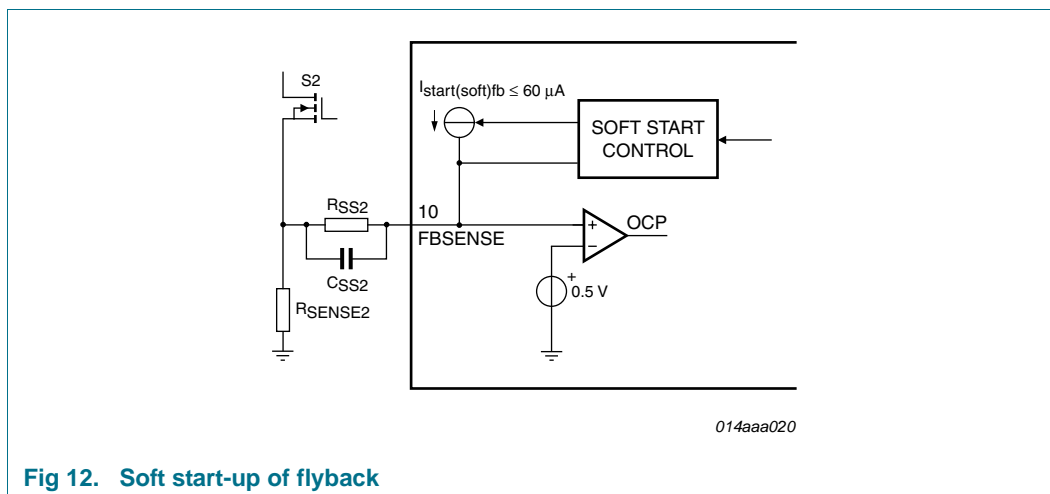 S2
Istart(soft)fb ≤ 60 μA
SOFT START
CONTROL
RSS2
10
FBSENSE
CSS2
RSENSE2
+
−
OCP
+
0.5 V
014aaa020
Fig 12. Soft start-up of flyback